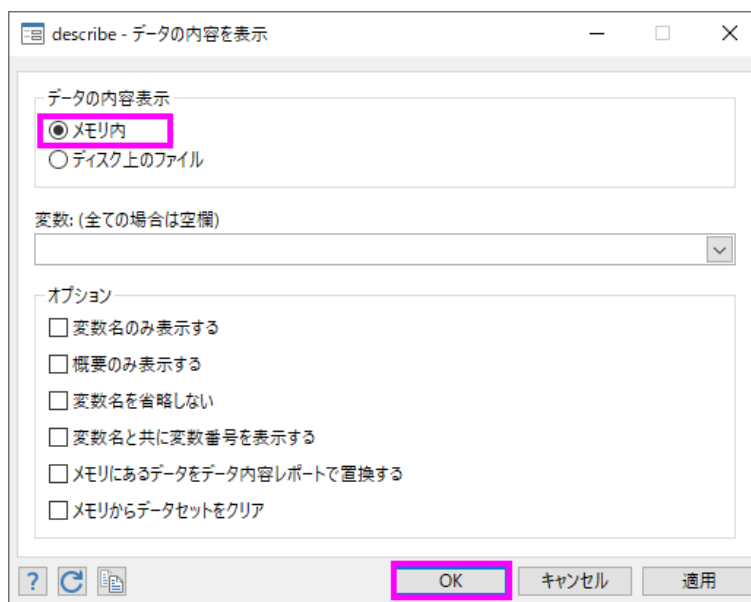 describe - データの内容を表示
データの内容表示
メモリ内
ディスク上のファイル
変数: (全ての場合は空欄)
オプション
変数名のみ表示する
概要のみ表示する
変数名を省略しない
変数名と共に変数番号を表示する
メモリにあるデータをデータ内容レポートで置換する
メモリからデータセットをクリア
? OK キャンセル 適用